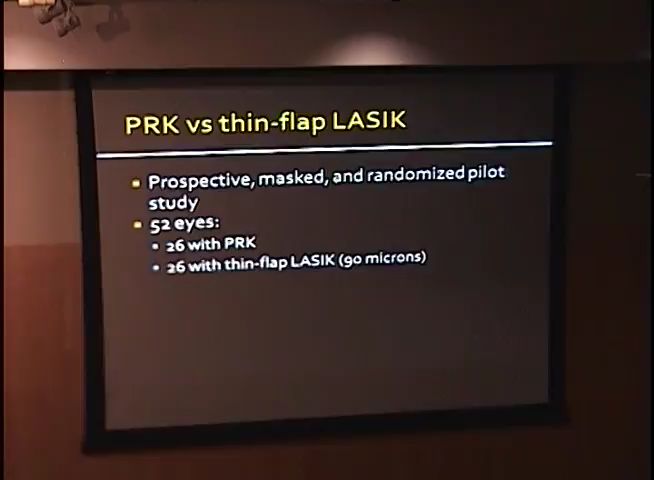 PRK vs thin-flap LASIK
Prospective, masked, and randomized pilot
study
52 eyes:
26 with PRK
26 with thin-flap LASIK (90 microns)